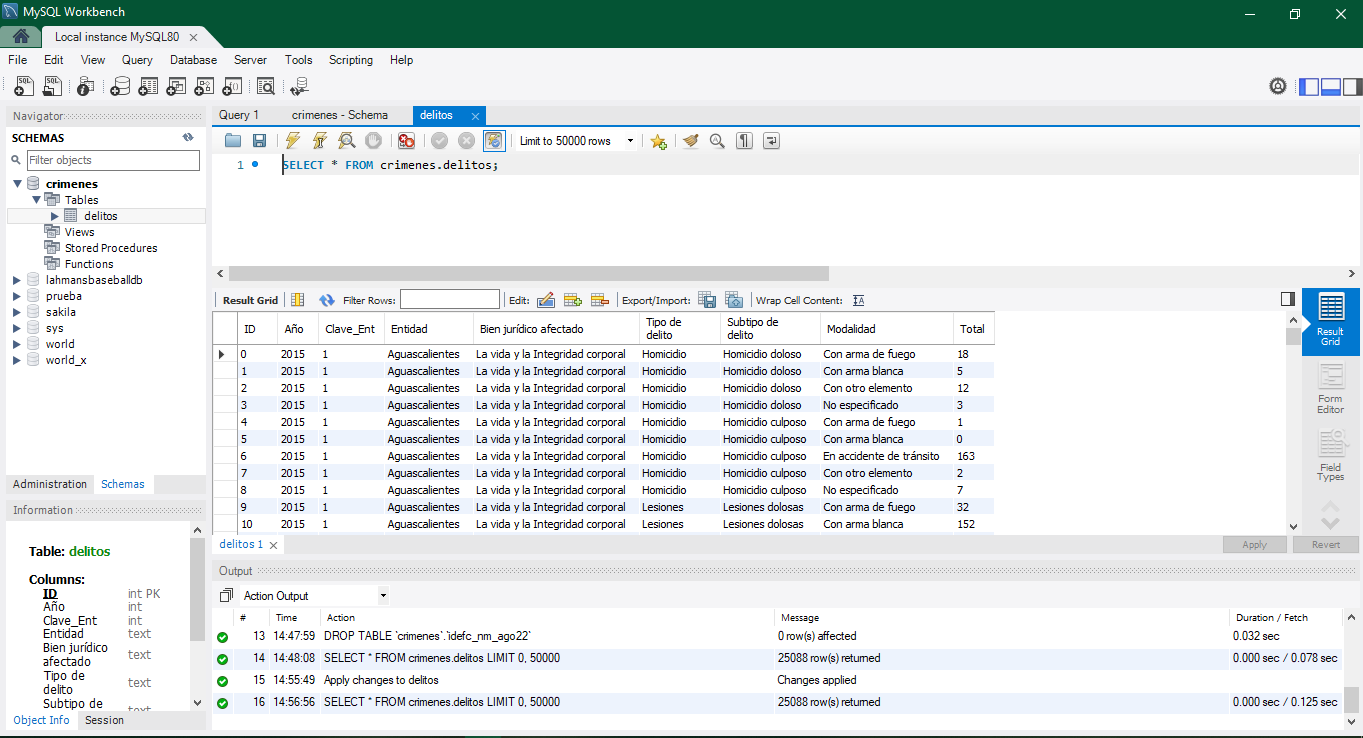 MySQL Workbench
Local instance MySQL80
File Edit View Query Database Server Tools Scripting Help
Navigator
SCHEMAS
Filter objects
crimenes
Tables
delitos
Views
Stored Procedures
Functions
lahmansbaseballdb
prueba
sakila
sys
world
world_x
Administration Schemas
Information
Table: delitos
Columns:
ID int PK
Año int
Clave_Ent int
Entidad text
Bien jurídico
afectado text
Tipo de
delito text
Subtipo de text
Object Info Session
Query 1 crimenes - Schema delitos
Limit to 50000 rows
1 SELECT * FROM crimenes.delitos;
Result Grid Filter Rows: Edit: Export/Import: Wrap Cell Content:
ID Año Clave_Ent Entidad Bien jurídico afectado Tipo de delito Subtipo de delito Modalidad Total
0 2015 1 Aguascalientes La vida y la Integridad corporal Homicidio Homicidio doloso Con arma de fuego 18
1 2015 1 Aguascalientes La vida y la Integridad corporal Homicidio Homicidio doloso Con arma blanca 5
2 2015 1 Aguascalientes La vida y la Integridad corporal Homicidio Homicidio doloso Con otro elemento 12
3 2015 1 Aguascalientes La vida y la Integridad corporal Homicidio Homicidio doloso No especificado 3
4 2015 1 Aguascalientes La vida y la Integridad corporal Homicidio Homicidio culposo Con arma de fuego 1
5 2015 1 Aguascalientes La vida y la Integridad corporal Homicidio Homicidio culposo Con arma blanca 0
6 2015 1 Aguascalientes La vida y la Integridad corporal Homicidio Homicidio culposo En accidente de tránsito 163
7 2015 1 Aguascalientes La vida y la Integridad corporal Homicidio Homicidio culposo Con otro elemento 2
8 2015 1 Aguascalientes La vida y la Integridad corporal Homicidio Homicidio culposo No especificado 7
9 2015 1 Aguascalientes La vida y la Integridad corporal Lesiones Lesiones dolosas Con arma de fuego 32
10 2015 1 Aguascalientes La vida y la Integridad corporal Lesiones Lesiones dolosas Con arma blanca 152
Result
Grid
Form
Editor
Field
Types
delitos 1
Apply Revert
Output
Action Output
# Time Action Message Duration / Fetch
13 14:47:59 DROP TABLE `crimenes`.`idefc_nm_ago22` 0 row(s) affected 0.032 sec
14 14:48:08 SELECT * FROM crimenes.delitos LIMIT 0, 50000 25088 row(s) returned 0.000 sec / 0.078 sec
15 14:55:49 Apply changes to delitos Changes applied
16 14:56:56 SELECT * FROM crimenes.delitos LIMIT 0, 50000 25088 row(s) returned 0.000 sec / 0.125 sec